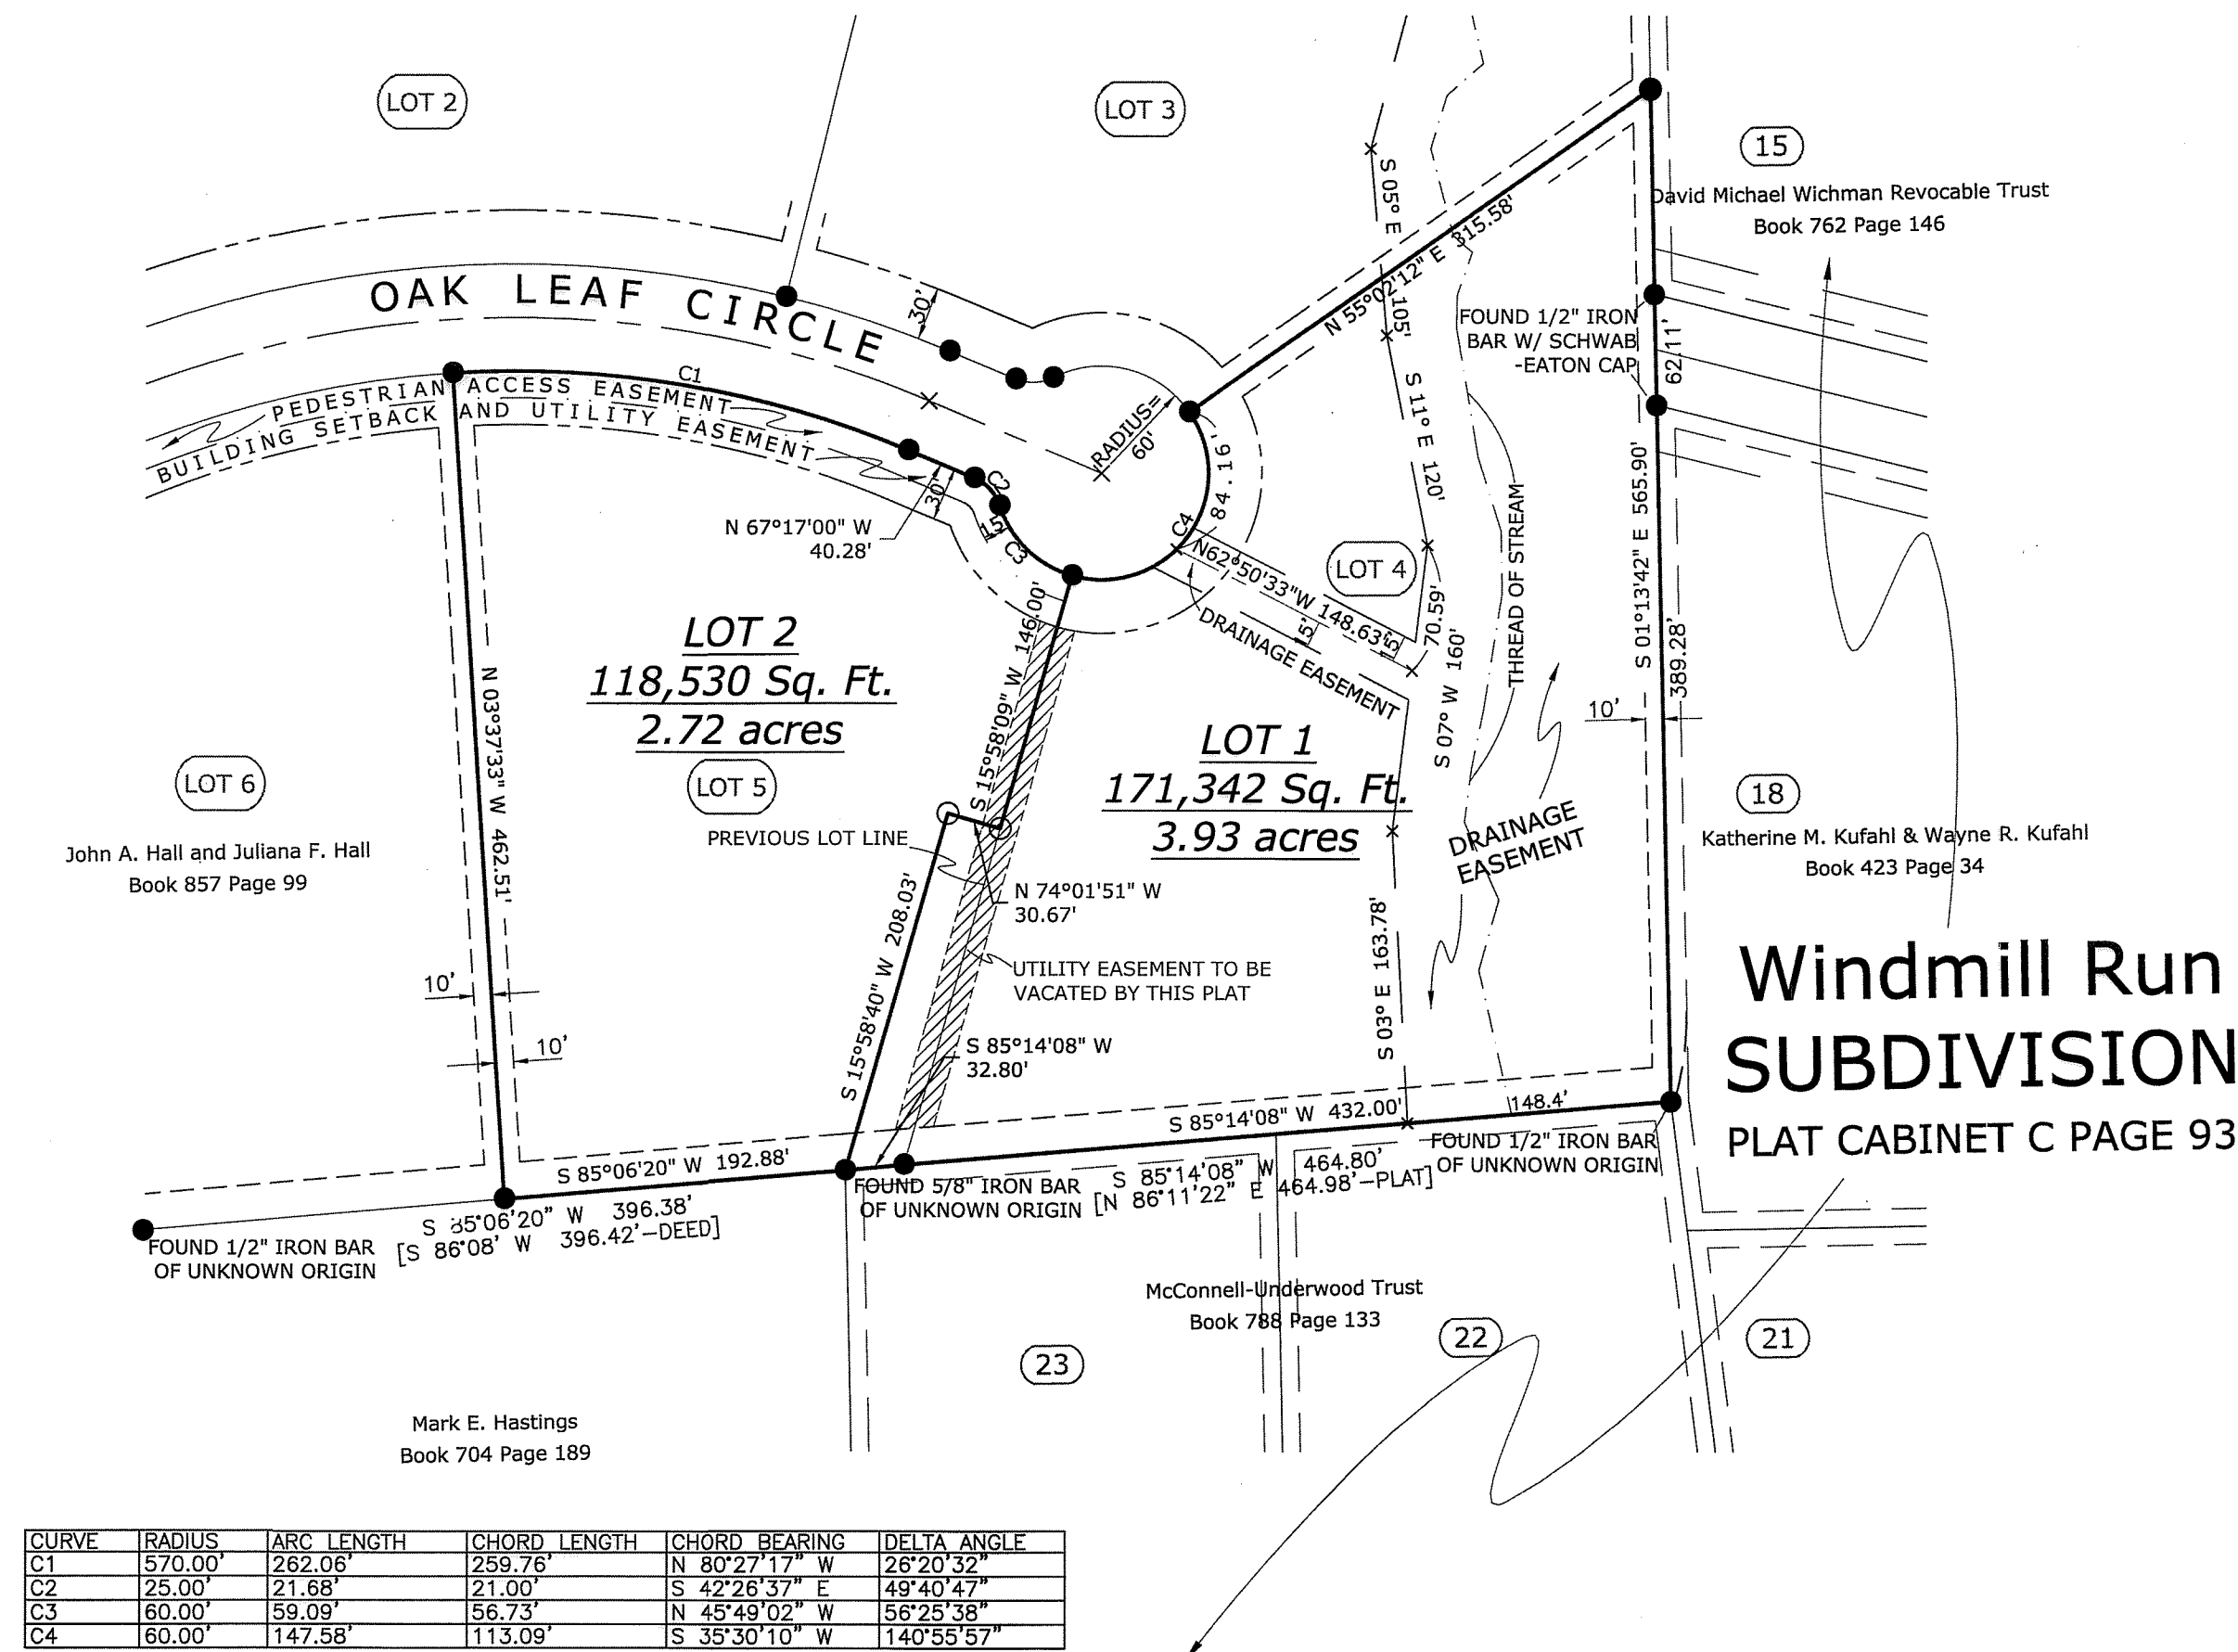 LOT 2
LOT 3
15
David Michael Wichman Revocable Trust
Book 762 Page 146
OAK LEAF CIRCLE
30'
S 05° E 105'
N 55°02'12" E 315.58'
FOUND 1/2" IRON
BAR W/ SCHWAB
-EATON CAP
62.11'
C1
PEDESTRIAN ACCESS EASEMENT
BUILDING SETBACK AND UTILITY EASEMENT
RADIUS=
60'
S 11° E 120'
84.16'
C2
30'
15'
C3
C4
N 67°17'00" W
40.28'
N62°50'33"W 148.63'
LOT 4
15'
15'
70.59'
DRAINAGE EASEMENT
THREAD OF STREAM
S 01°13'42" E 565.90'
389.28'
S 07° W 160'
10'
LOT 2
118,530 Sq. Ft.
2.72 acres
LOT 5
S 15°58'09" W 146.00'
LOT 1
171,342 Sq. Ft.
3.93 acres
N 03°37'33" W 462.51'
LOT 6
John A. Hall and Juliana F. Hall
Book 857 Page 99
PREVIOUS LOT LINE
N 74°01'51" W
30.67'
S 15°58'40" W 208.03'
UTILITY EASEMENT TO BE
VACATED BY THIS PLAT
DRAINAGE
EASEMENT
S 03° E 163.78'
18
Katherine M. Kufahl & Wayne R. Kufahl
Book 423 Page 34
Windmill Run
SUBDIVISION
PLAT CABINET C PAGE 93
10'
10'
S 85°14'08" W
32.80'
S 85°14'08" W 432.00'
148.4'
S 85°06'20" W 192.88'
FOUND 1/2" IRON BAR
OF UNKNOWN ORIGIN
FOUND 5/8" IRON BAR
OF UNKNOWN ORIGIN
S 85°14'08" W 464.80'
[N 86°11'22" E 464.98'-PLAT]
S 85°06'20" W 396.38'
[S 86°08' W 396.42'-DEED]
FOUND 1/2" IRON BAR
OF UNKNOWN ORIGIN
McConnell-Underwood Trust
Book 788 Page 133
23
22
21
Mark E. Hastings
Book 704 Page 189
CURVE RADIUS ARC LENGTH CHORD LENGTH CHORD BEARING DELTA ANGLE
C1 570.00' 262.06' 259.76' N 80°27'17" W 26°20'32"
C2 25.00' 21.68' 21.00' S 42°26'37" E 49°40'47"
C3 60.00' 59.09' 56.73' N 45°49'02" W 56°25'38"
C4 60.00' 147.58' 113.09' S 35°30'10" W 140°55'57"